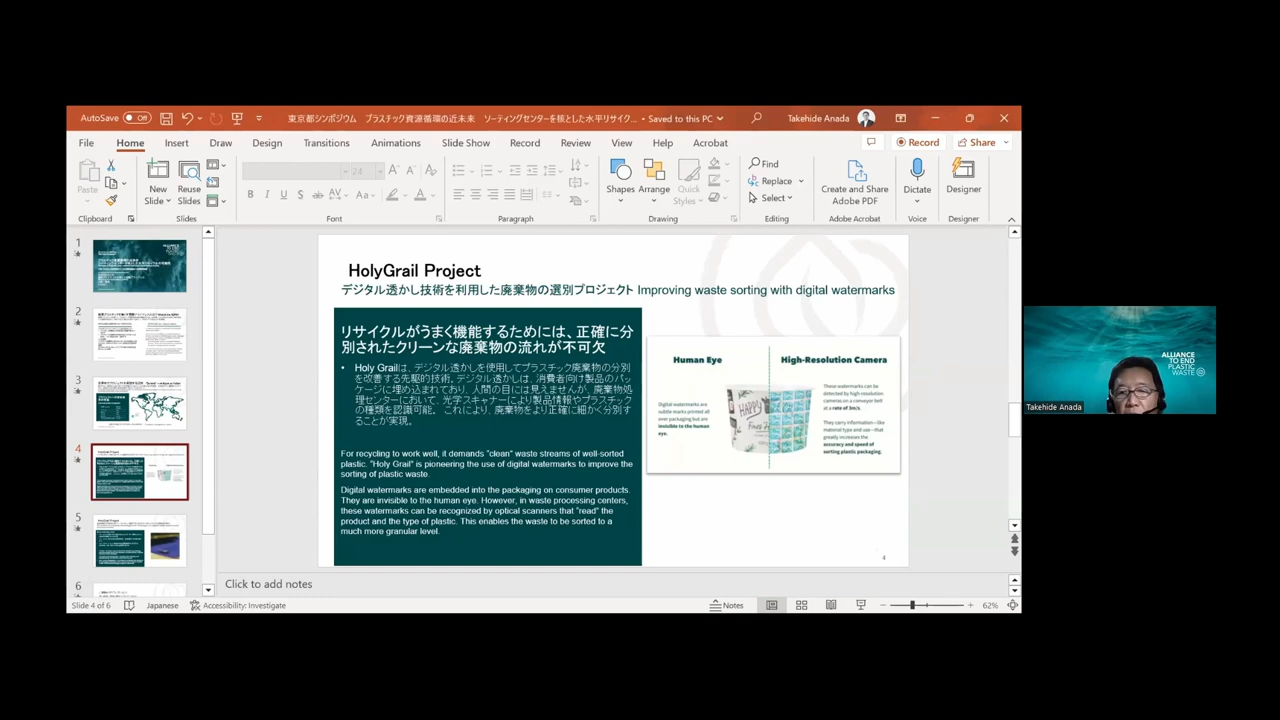 AutoSave Off 東京都シンポジウム プラスチック資源循環の近未来 ソーティングセンターを核とした水平リサイク... • Saved to this PC Takehide Anada
File Home Insert Draw Design Transitions Animations Slide Show Record Review View Help Acrobat Record Share
Paste
New Slide
Reuse Slides
24
Shapes
Arrange
Quick Styles
Find
Replace
Select
Create and Share Adobe PDF
Dictate
Designer
Clipboard Slides Font Paragraph Drawing Editing Adobe Acrobat Voice Designer
1
2
3
4
5
6
HolyGrail Project
デジタル透かし技術を利用した廃棄物の選別プロジェクト Improving waste sorting with digital watermarks
リサイクルがうまく機能するためには、正確に分
別されたクリーンな廃棄物の流れが不可欠
• Holy Grailは、デジタル透かしを使用してプラスチック廃棄物の分別
を改善する先駆的技術。デジタル透かしは、消費者向け製品のパッ
ケージに埋め込まれており、人間の目には見えませんが、廃棄物処
理センターにおいて、光学スキャナーにより製品情報やプラスチック
の種類を認識可能。 これにより、廃棄物をより正確に細かく分別す
ることが実現。
For recycling to work well, it demands "clean" waste streams of well-sorted
plastic. "Holy Grail" is pioneering the use of digital watermarks to improve the
sorting of plastic waste.
Digital watermarks are embedded into the packaging on consumer products.
They are invisible to the human eye. However, in waste processing centers,
these watermarks can be recognized by optical scanners that "read" the
product and the type of plastic. This enables the waste to be sorted to a
much more granular level.
Human Eye
High-Resolution Camera
Digital watermarks are
subtle marks printed all
over packaging but are
invisible to the human
eye.
HAPPY
These watermarks can be
detected by high-resolution
cameras on a conveyor belt
at a rate of 3m/s.
They carry information—like
material type and use—that
greatly increases the
accuracy and speed of
sorting plastic packaging.
4
Click to add notes
Slide 4 of 6 Japanese Accessibility: Investigate Notes 62%
ALLIANCE
TO END
PLASTIC
WASTE
Takehide Anada